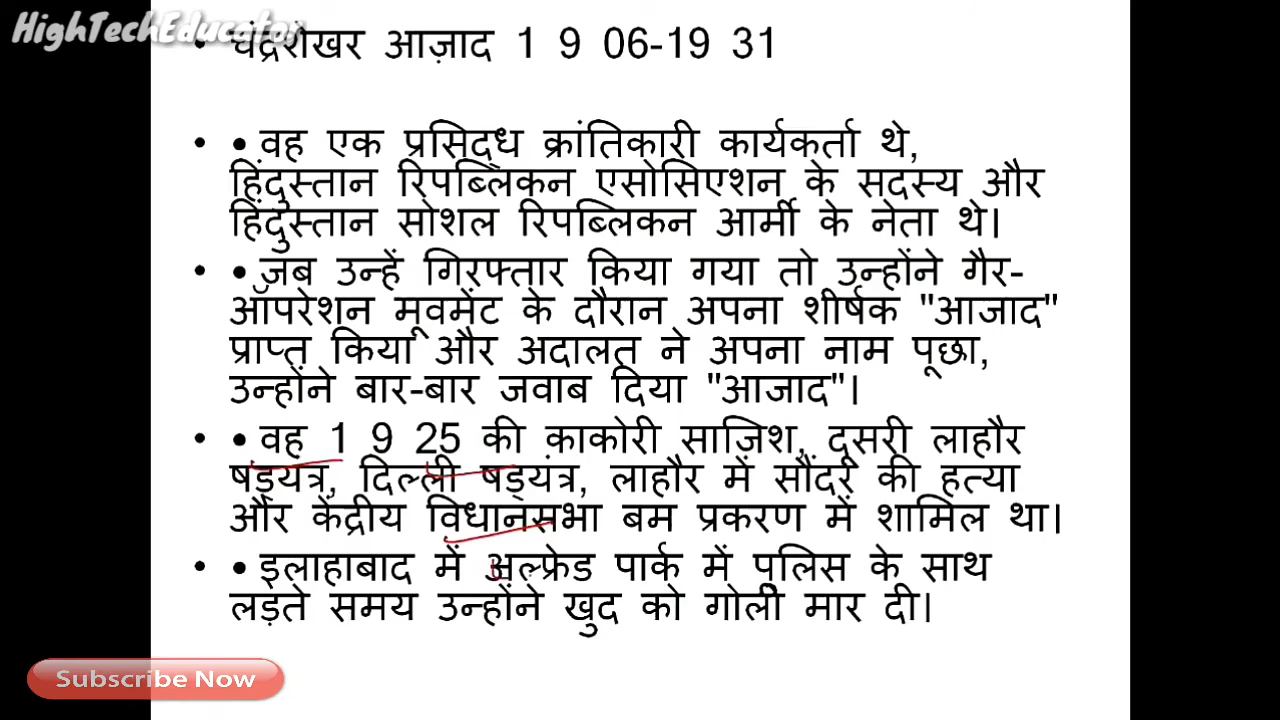 HighTechEducator
• चंद्रशेखर आज़ाद 1 9 06-19 31
• • वह एक प्रसिद्ध क्रांतिकारी कार्यकर्ता थे,
हिंदुस्तान रिपब्लिकन एसोसिएशन के सदस्य और
हिंदुस्तान सोशल रिपब्लिकन आर्मी के नेता थे।
• • जब उन्हें गिरफ्तार किया गया तो उन्होंने गैर-
ऑपरेशन मूवमेंट के दौरान अपना शीर्षक "आजाद"
प्राप्त किया और अदालत ने अपना नाम पूछा,
उन्होंने बार-बार जवाब दिया "आजाद"।
• • वह 1 9 25 की काकोरी साजिश, दूसरी लाहौर
षड्यंत्र, दिल्ली षड्यंत्र, लाहौर में सौंदर्स की हत्या
और केंद्रीय विधानसभा बम प्रकरण में शामिल था।
• • इलाहाबाद में अल्फ्रेड पार्क में पुलिस के साथ
लड़ते समय उन्होंने खुद को गोली मार दी।
Subscribe Now